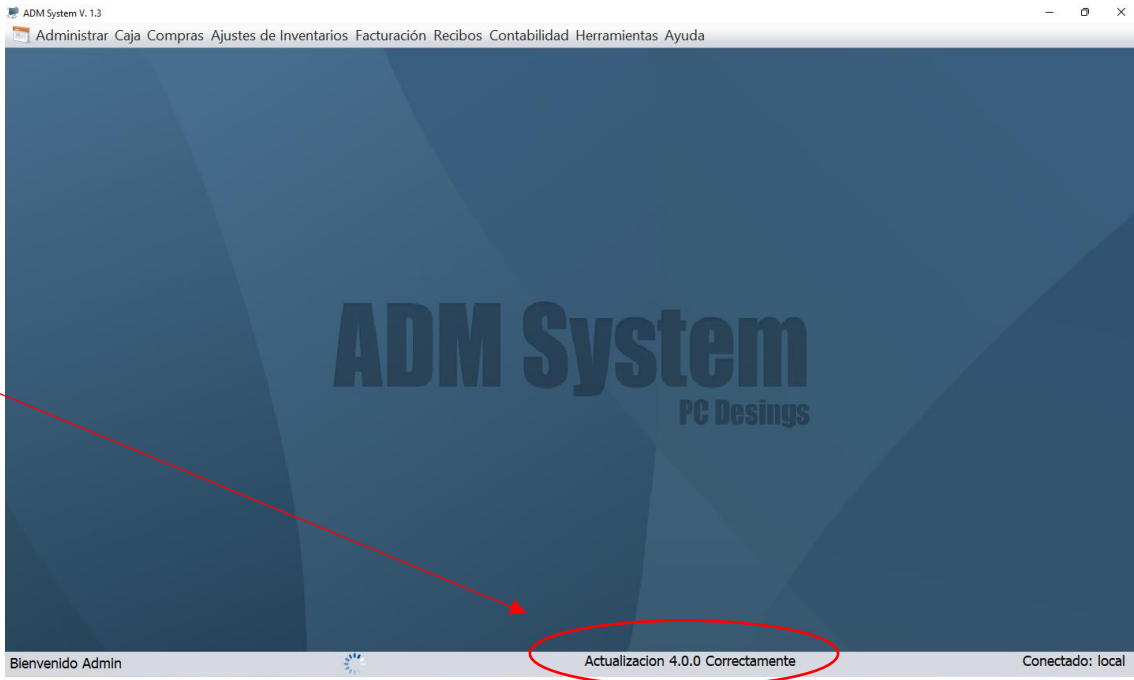 ADM System V. 1.3
Administrar Caja Compras Ajustes de Inventarios Facturación Recibos Contabilidad Herramientas Ayuda
ADM System
PC Desings
Bienvenido Admin Actualizacion 4.0.0 Correctamente Conectado: local